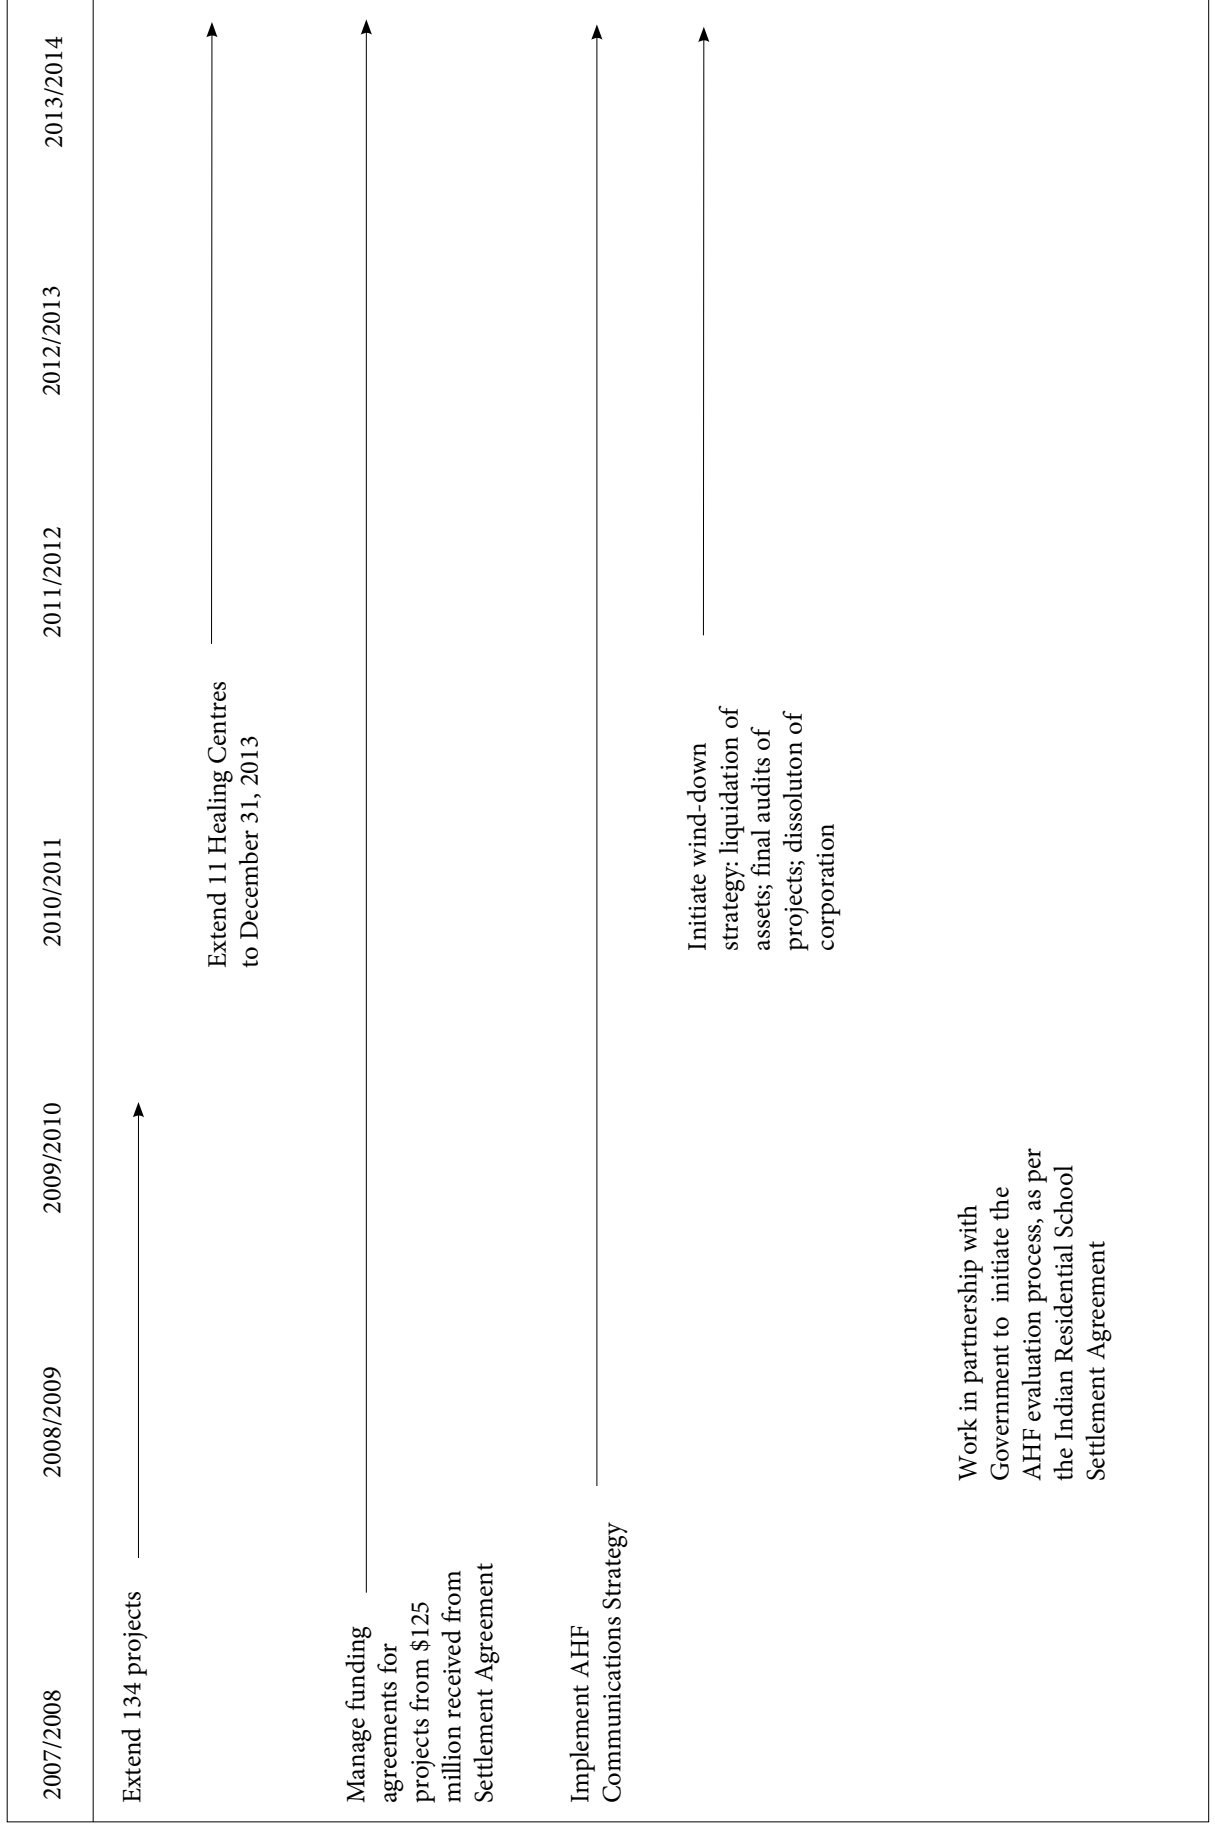 2007/2008
2008/2009
2009/2010
2010/2011
2011/2012
2012/2013
2013/2014
Extend 134 projects
Extend 11 Healing Centres
to December 31, 2013
Manage funding
agreements for
projects from $125
million received from
Settlement Agreement
Implement AHF
Communications Strategy
Initiate wind-down
strategy: liquidation of
assets; final audits of
projects; dissoluton of
corporation
Work in partnership with
Government to initiate the
AHF evaluation process, as per
the Indian Residential School
Settlement Agreement